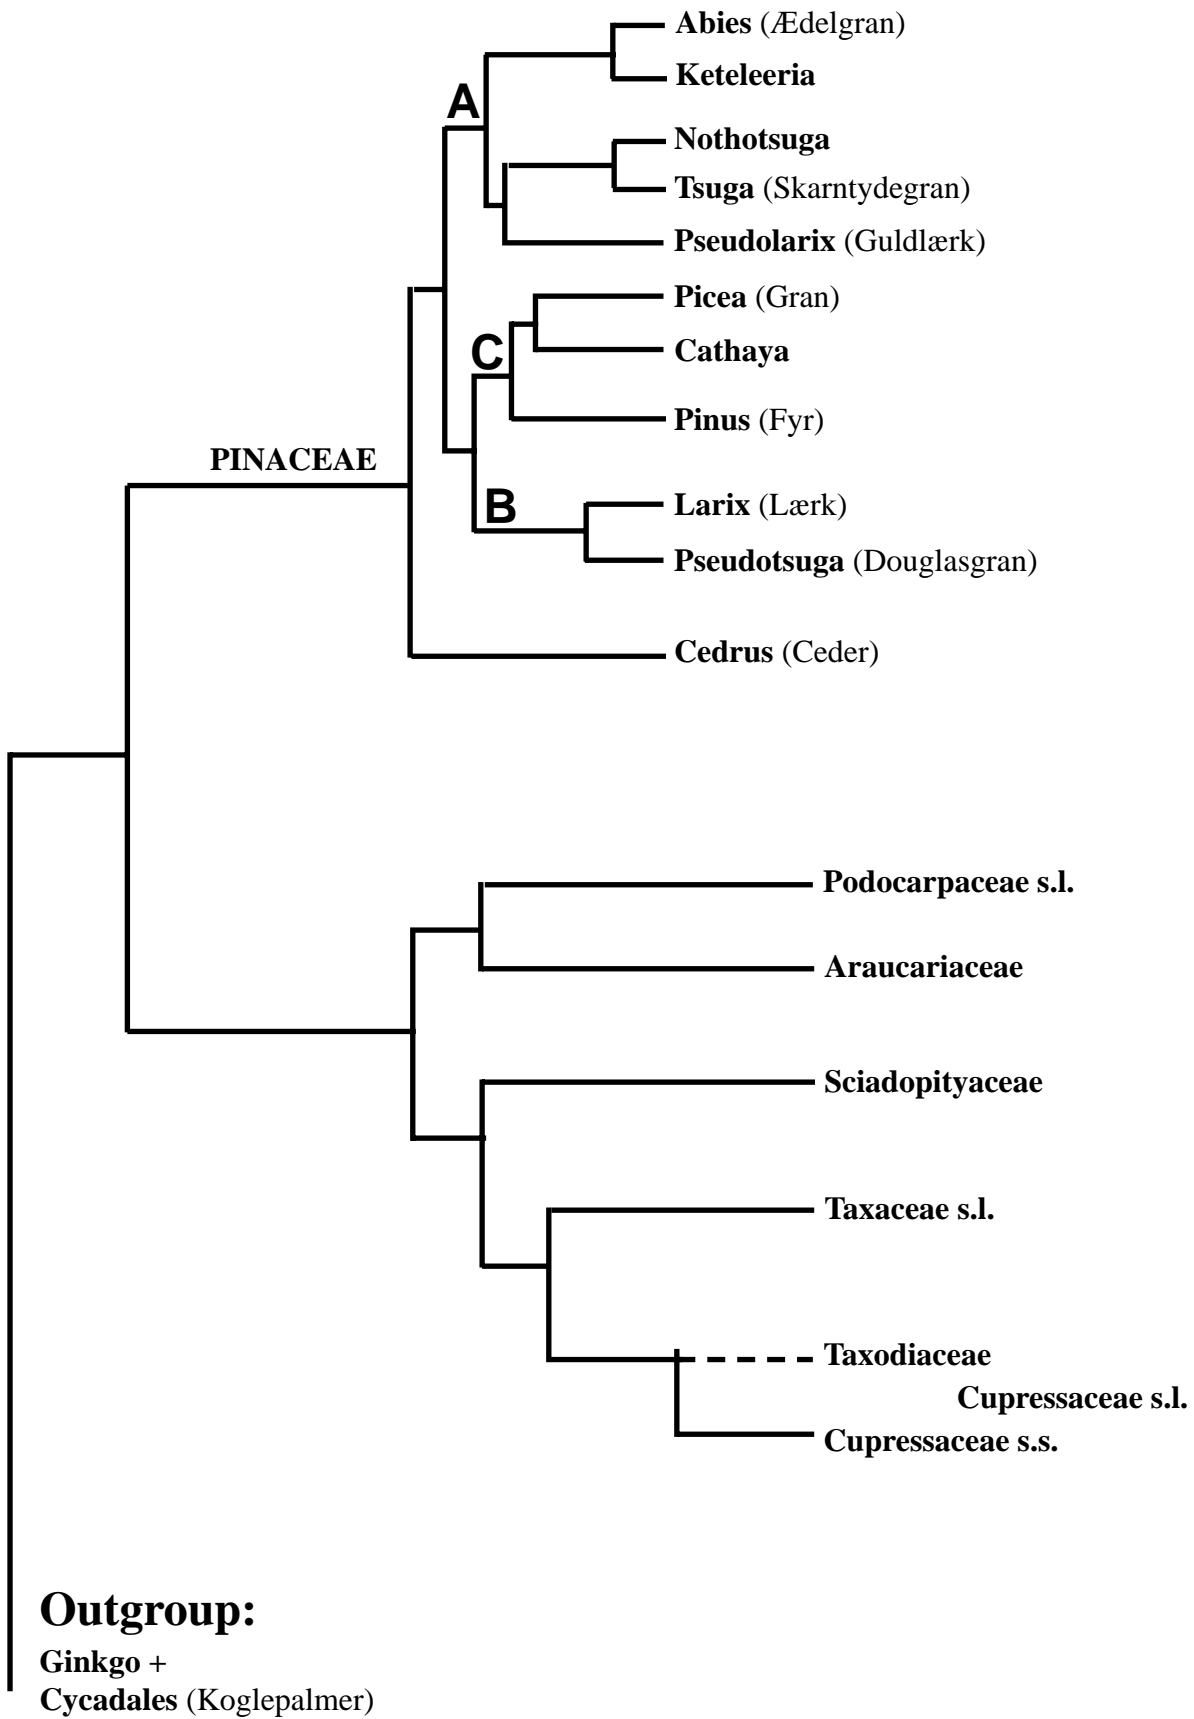 Abies (Ædelgran)
Keteleeria
A
Nothotsuga
Tsuga (Skarntydegran)
Pseudolarix (Guldlærk)
Picea (Gran)
C
Cathaya
Pinus (Fyr)
PINACEAE
Larix (Lærk)
B
Pseudotsuga (Douglasgran)
Cedrus (Ceder)
Podocarpaceae s.l.
Araucariaceae
Sciadopityaceae
Taxaceae s.l.
Taxodiaceae
Cupressaceae s.l.
Cupressaceae s.s.
Outgroup:
Ginkgo +
Cycadales (Koglepalmer)